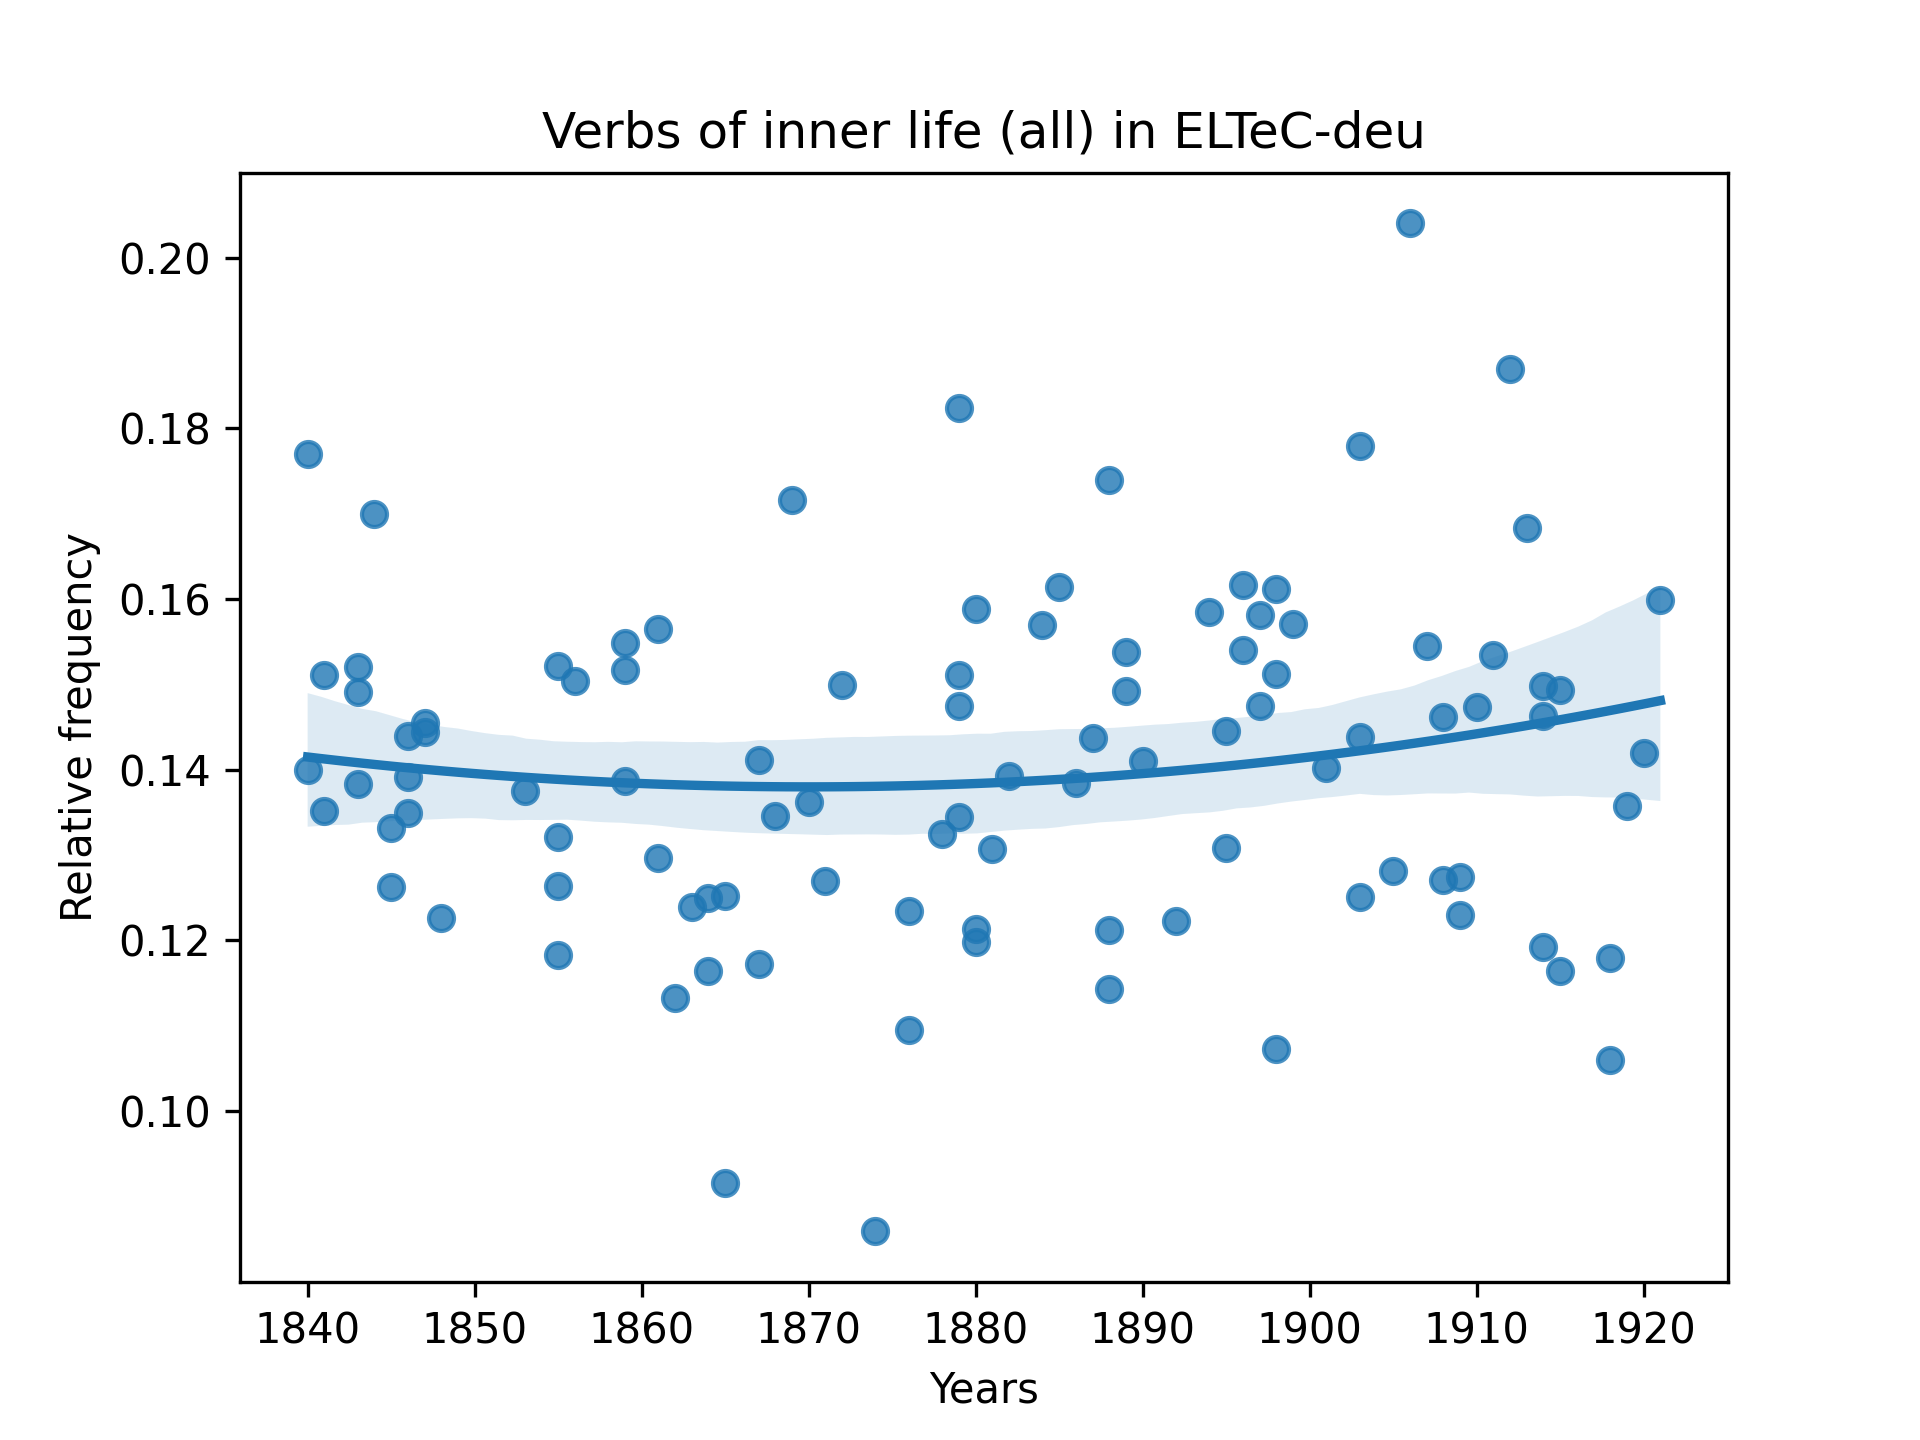 Verbs of inner life (all) in ELTeC-deu
Relative frequency
0.20
0.18
0.16
0.14
0.12
0.10
1840 1850 1860 1870 1880 1890 1900 1910 1920
Years